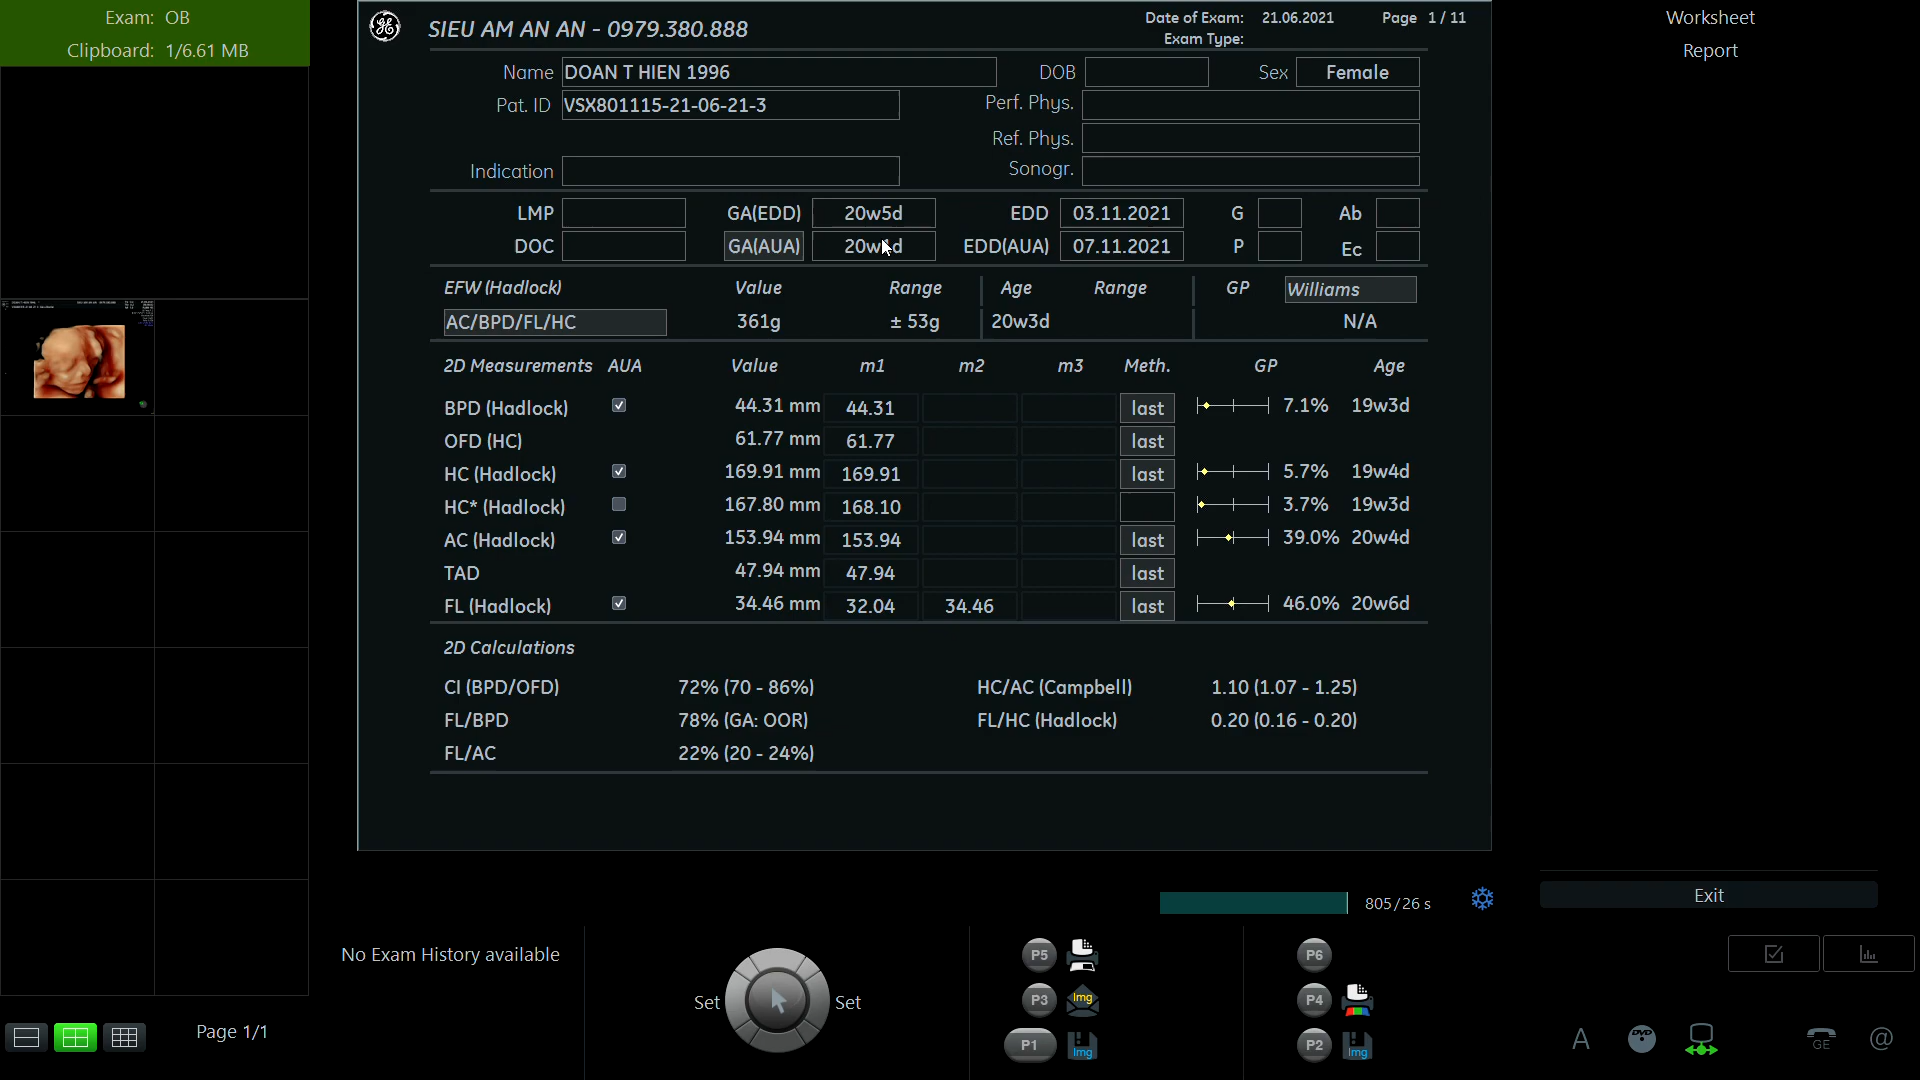 Exam: OB
Clipboard: 1/6.61 MB
SIEU AM AN AN - 0979.380.888
Date of Exam: 21.06.2021 Page 1 / 11
Exam Type:
Name DOAN T HIEN 1996 DOB Sex Female
Pat. ID VSX801115-21-06-21-3 Perf. Phys.
Ref. Phys.
Indication Sonogr.
LMP GA(EDD) 20w5d EDD 03.11.2021 G Ab
DOC GA(AUA) EDD(AUA) 07.11.2021 P Ec
EFW (Hadlock) Value Range Age Range GP Williams
AC/BPD/FL/HC 361g ± 53g 20w3d N/A
2D Measurements AUA Value m1 m2 m3 Meth. GP Age
BPD (Hadlock) 44.31 mm 44.31 last 7.1% 19w3d
OFD (HC) 61.77 mm 61.77 last
HC (Hadlock) 169.91 mm 169.91 last 5.7% 19w4d
HC* (Hadlock) 167.80 mm 168.10 3.7% 19w3d
AC (Hadlock) 153.94 mm 153.94 last 39.0% 20w4d
TAD 47.94 mm 47.94 last
FL (Hadlock) 34.46 mm 32.04 34.46 last 46.0% 20w6d
2D Calculations
CI (BPD/OFD) 72% (70 - 86%) HC/AC (Campbell) 1.10 (1.07 - 1.25)
FL/BPD 78% (GA: OOR) FL/HC (Hadlock) 0.20 (0.16 - 0.20)
FL/AC 22% (20 - 24%)
Worksheet
Report
805/26 s
Exit
No Exam History available
Set Set
P5 P6
P3 Img P4
P1 Img P2 Img
Page 1/1
A DVD GE @